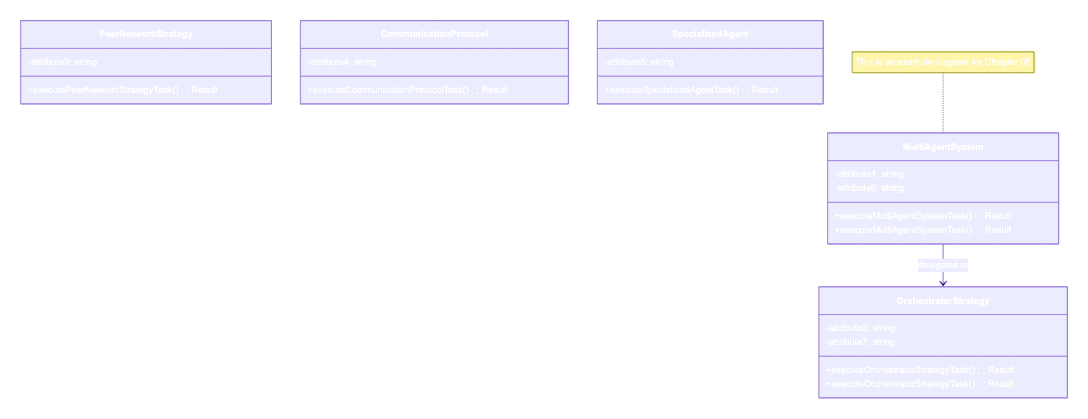 PeerNetworkStrategy
-attribute3: string
+executePeerNetworkStrategyTask() : : Result
CommunicationProtocol
-attribute4: string
+executeCommunicationProtocolTask() : : Result
SpecializedAgent
-attribute5: string
+executeSpecializedAgentTask() : : Result
This is an example diagram for Chapter 05
MultiAgentSystem
-attribute1: string
-attribute6: string
+executeMultiAgentSystemTask() : : Result
+executeMultiAgentSystemTask() : : Result
delegates to
OrchestratorStrategy
-attribute2: string
-attribute7: string
+executeOrchestratorStrategyTask() : : Result
+executeOrchestratorStrategyTask() : : Result